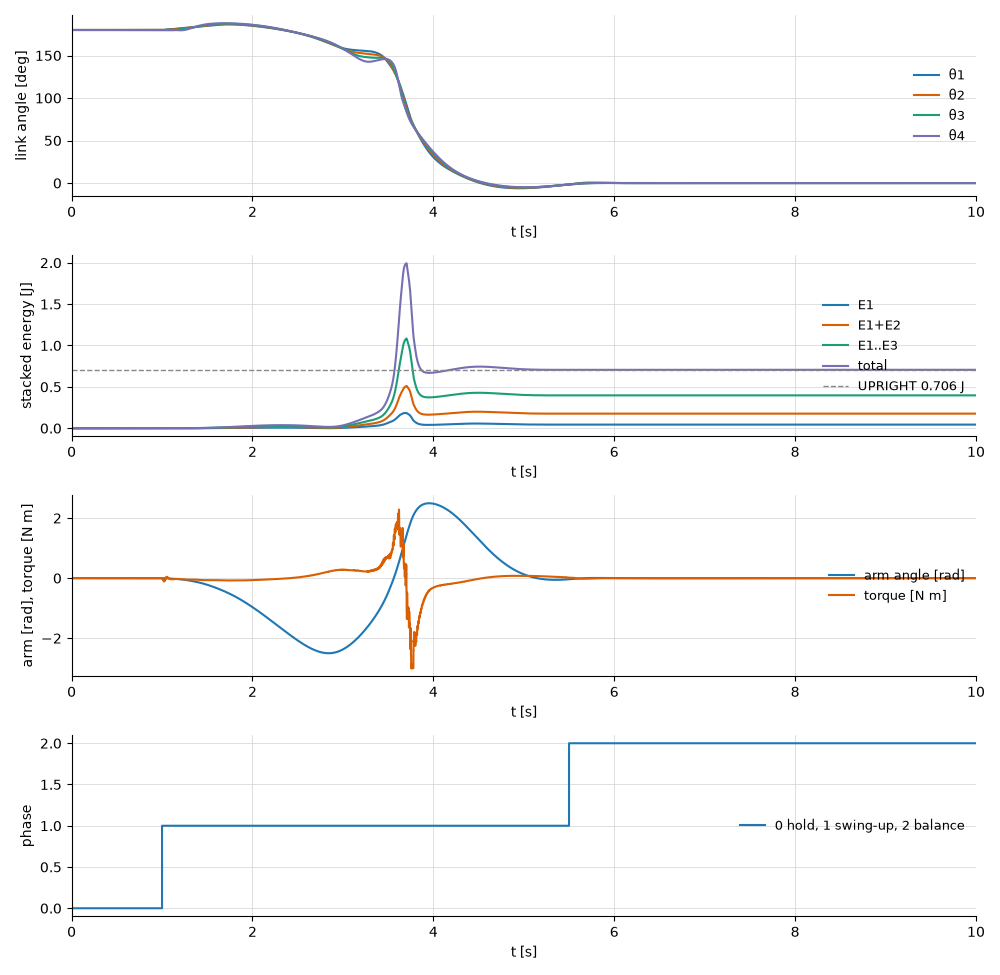 link angle [deg]
150
100
50
0
θ1
θ2
θ3
θ4
0 2 4 6 8 10
t [s]
stacked energy [J]
2.0
1.5
1.0
0.5
0.0
E1
E1+E2
E1..E3
total
UPRIGHT 0.706 J
0 2 4 6 8 10
t [s]
arm [rad], torque [N m]
2
0
−2
arm angle [rad]
torque [N m]
0 2 4 6 8 10
t [s]
phase
2.0
1.5
1.0
0.5
0.0
0 hold, 1 swing-up, 2 balance
0 2 4 6 8 10
t [s]